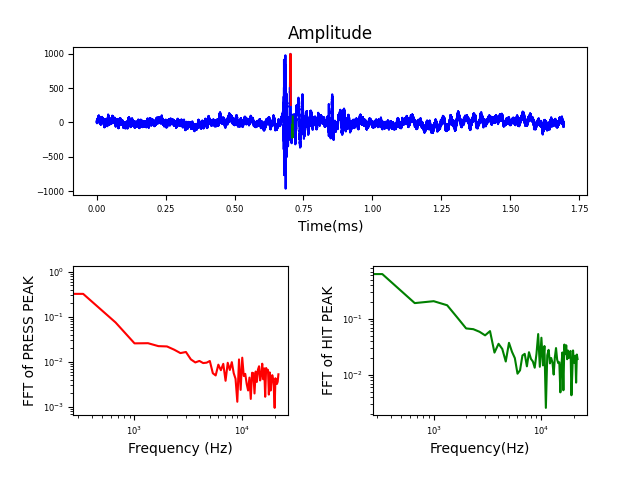 Amplitude
1000
500
0
−500
−1000
0.00 0.25 0.50 0.75 1.00 1.25 1.50 1.75
Time(ms)
FFT of PRESS PEAK
10⁰
10⁻¹
10⁻²
10⁻³
10³ 10⁴
Frequency (Hz)
FFT of HIT PEAK
10⁻¹
10⁻²
10³ 10⁴
Frequency(Hz)